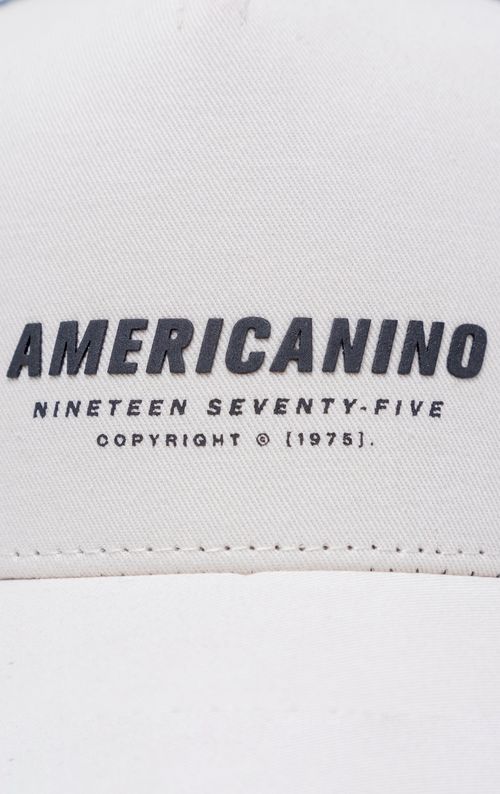 AMERICANINO
NINETEEN SEVENTY-FIVE
COPYRIGHT © [1975].